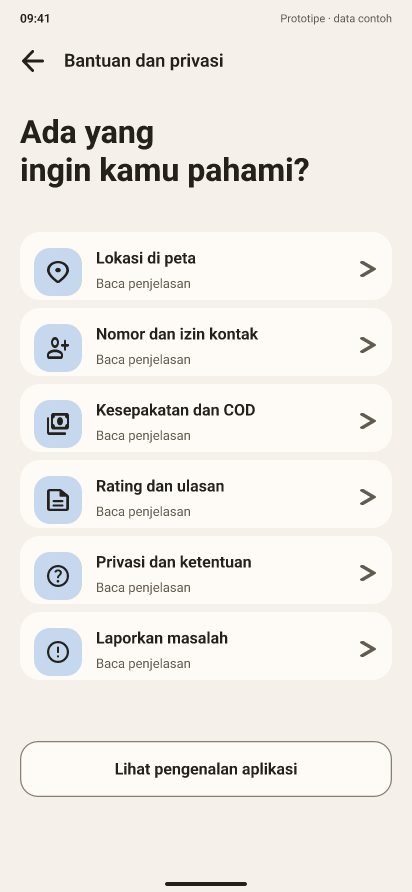 09:41
Prototipe · data contoh
Bantuan dan privasi
Ada yang
ingin kamu pahami?
Lokasi di peta
Baca penjelasan
Nomor dan izin kontak
Baca penjelasan
Kesepakatan dan COD
Baca penjelasan
Rating dan ulasan
Baca penjelasan
Privasi dan ketentuan
Baca penjelasan
Laporkan masalah
Baca penjelasan
Lihat pengenalan aplikasi